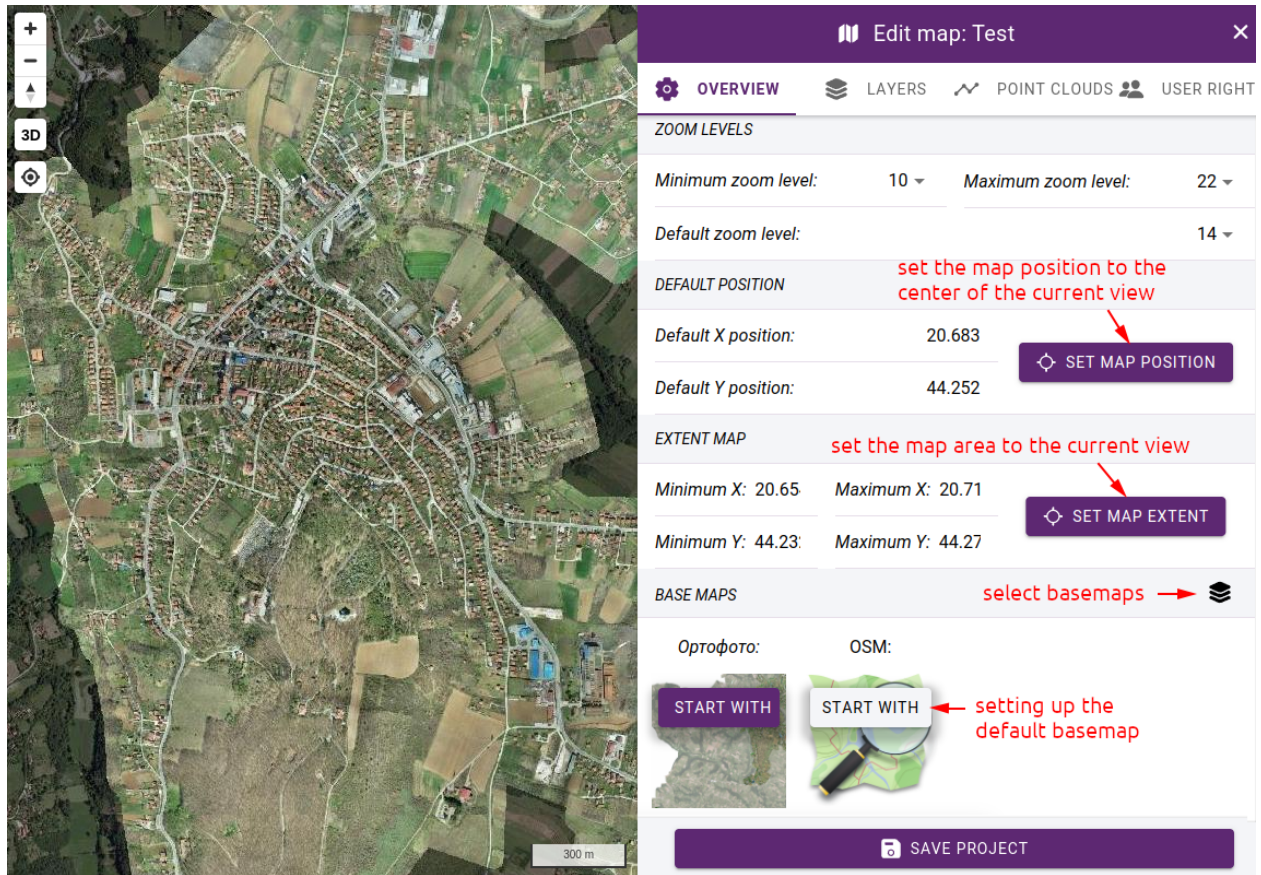 +
−
3D
300 m
Edit map: Test
×
OVERVIEW
LAYERS
POINT CLOUDS
USER RIGHT
ZOOM LEVELS
Minimum zoom level: 10
Maximum zoom level: 22
Default zoom level: 14
set the map position to the
center of the current view
DEFAULT POSITION
Default X position: 20.683
SET MAP POSITION
Default Y position: 44.252
EXTENT MAP
set the map area to the current view
Minimum X: 20.65
Maximum X: 20.71
SET MAP EXTENT
Minimum Y: 44.23
Maximum Y: 44.27
BASE MAPS
select basemaps
Ортофото:
OSM:
START WITH
START WITH
setting up the
default basemap
SAVE PROJECT